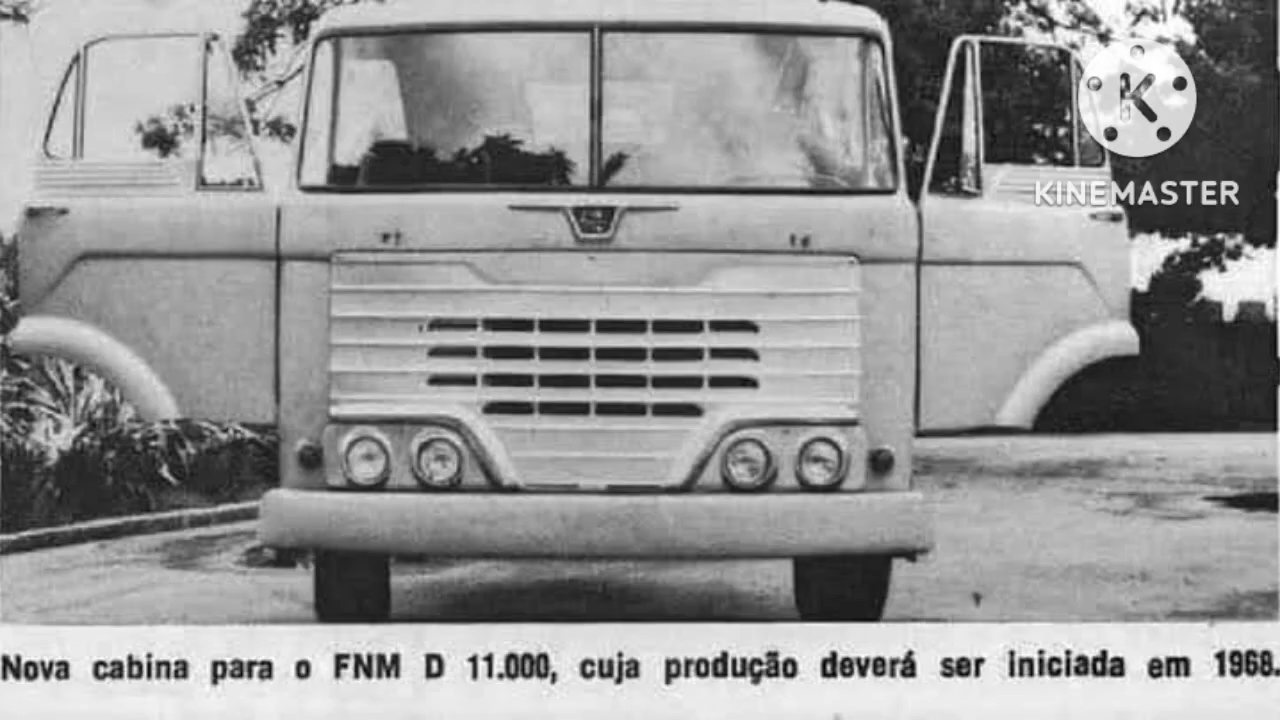 KINEMASTER
Nova cabina para o FNM D 11.000, cuja produção deverá ser iniciada em 1968.